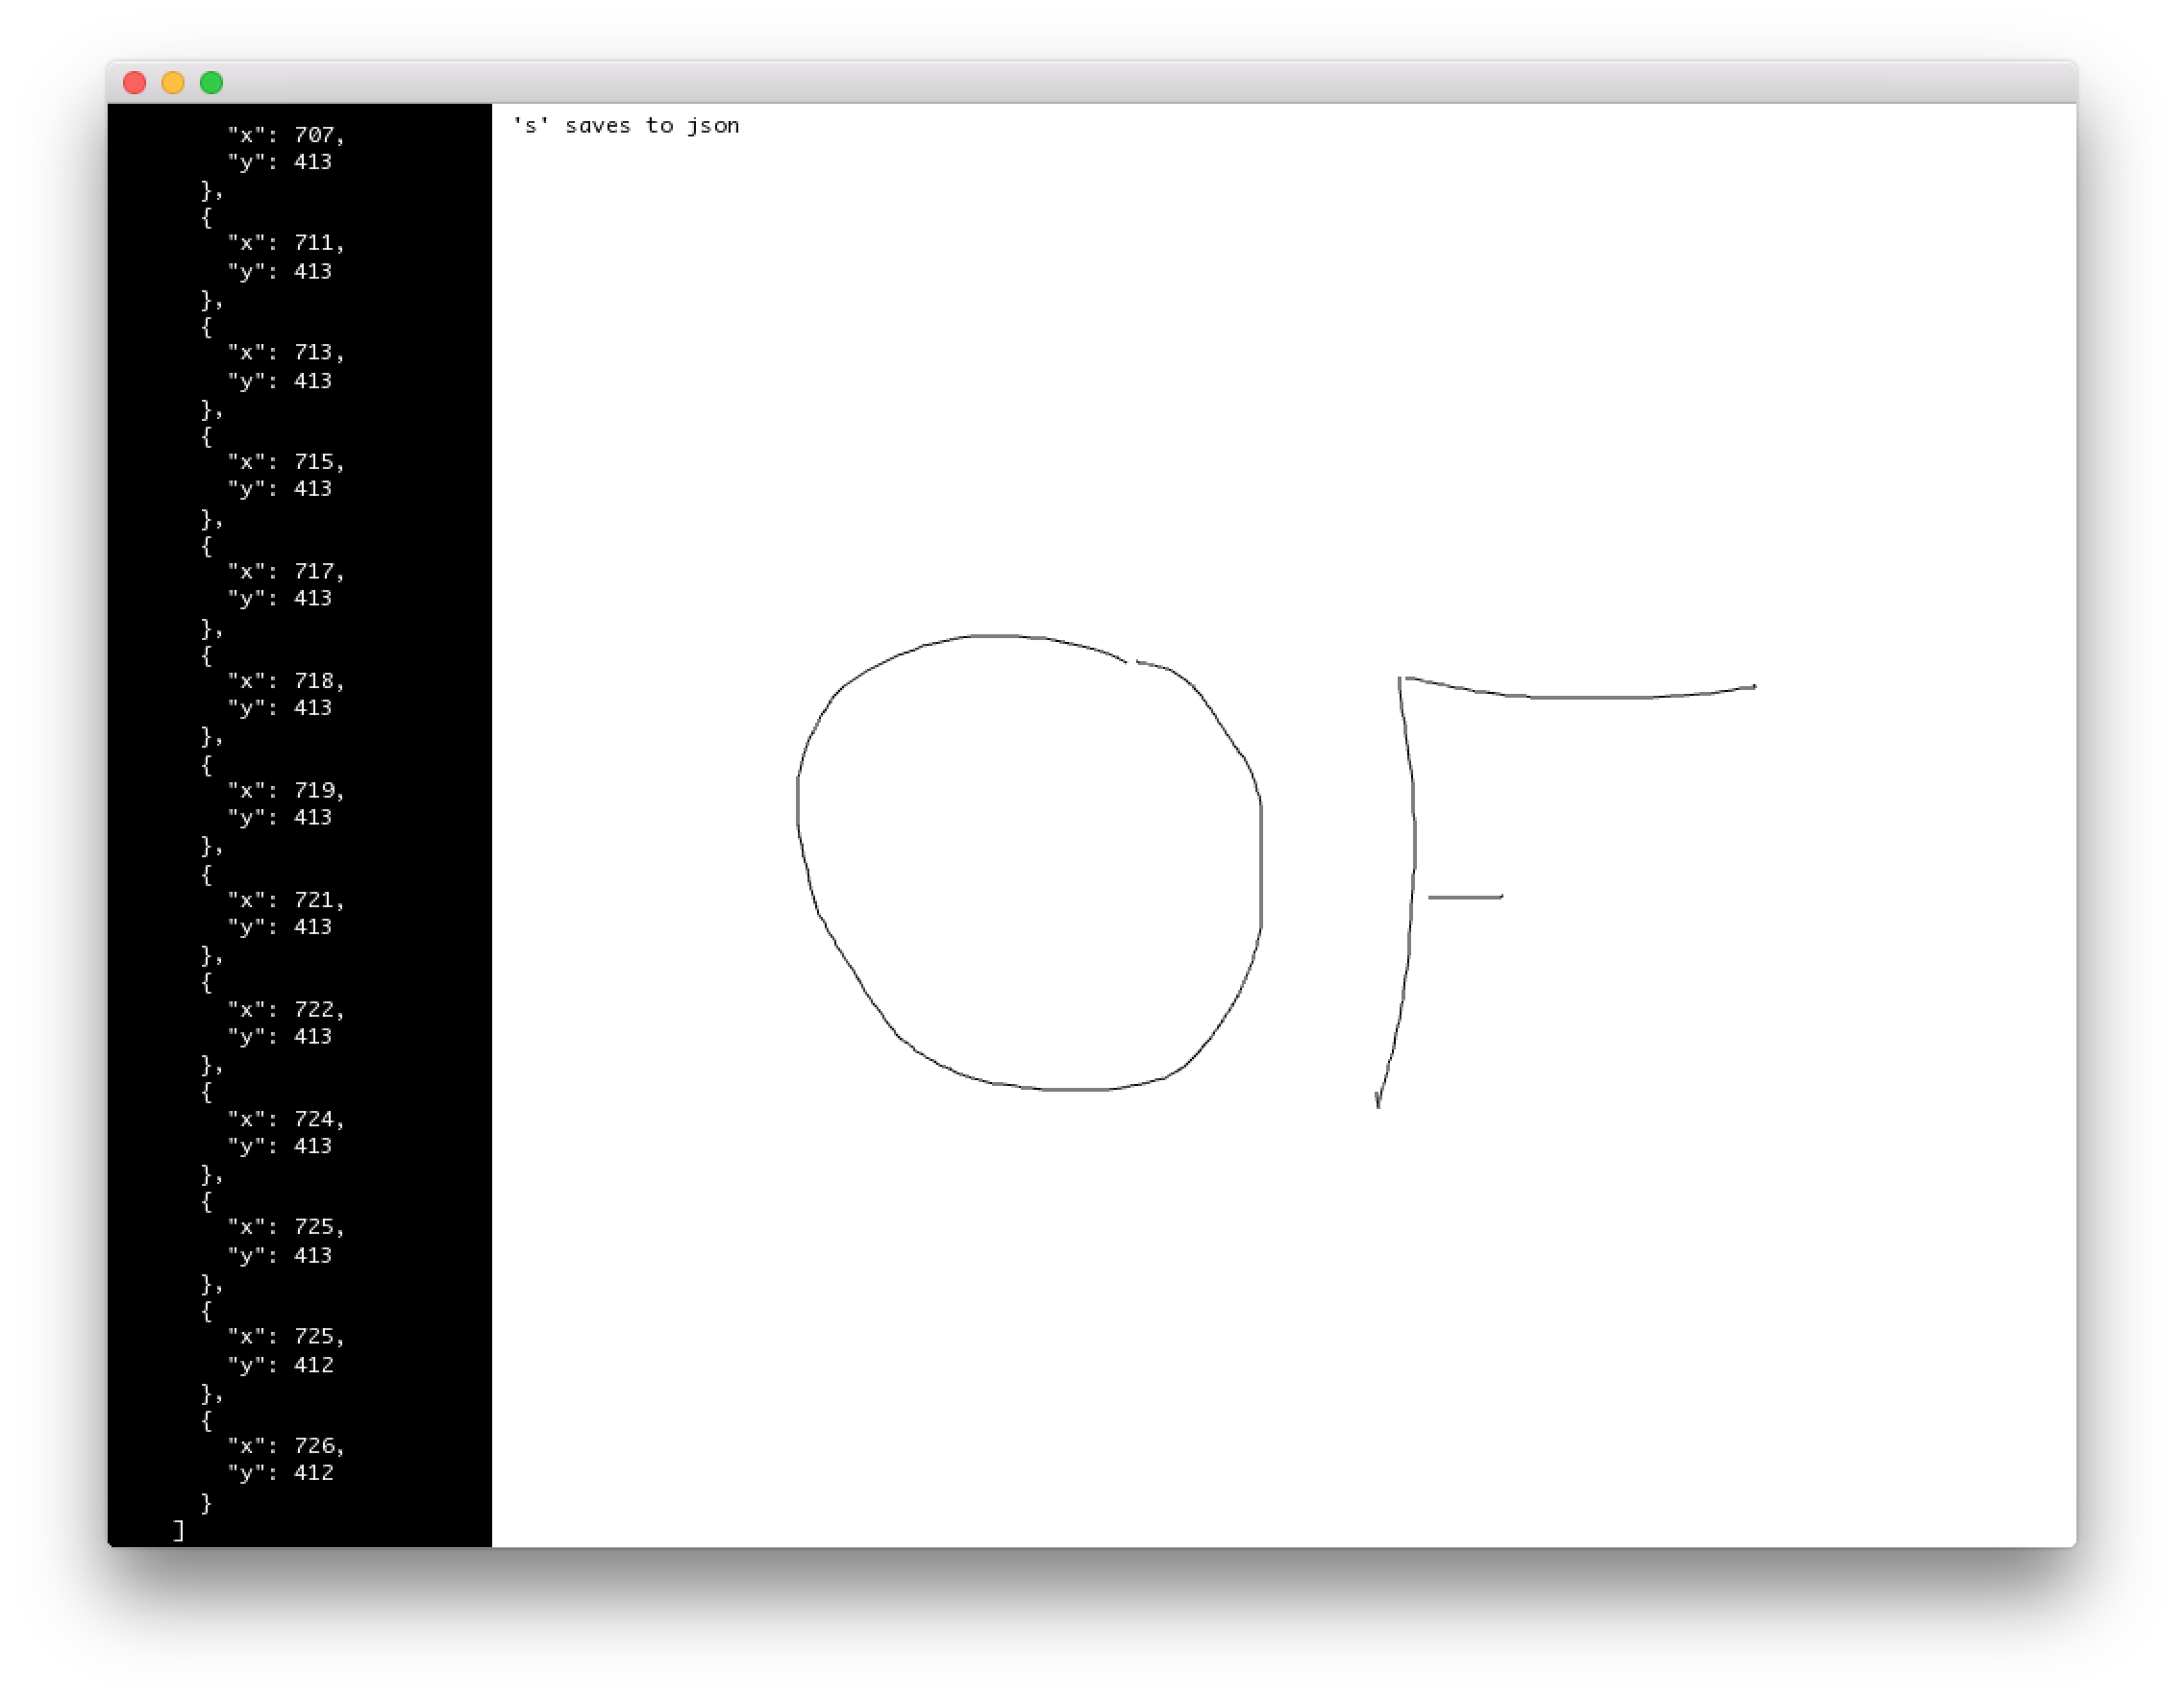 "x": 707,
"y": 413
},
{
"x": 711,
"y": 413
},
{
"x": 713,
"y": 413
},
{
"x": 715,
"y": 413
},
{
"x": 717,
"y": 413
},
{
"x": 718,
"y": 413
},
{
"x": 719,
"y": 413
},
{
"x": 721,
"y": 413
},
{
"x": 722,
"y": 413
},
{
"x": 724,
"y": 413
},
{
"x": 725,
"y": 413
},
{
"x": 725,
"y": 412
},
{
"x": 726,
"y": 412
}
]
's' saves to json
OF